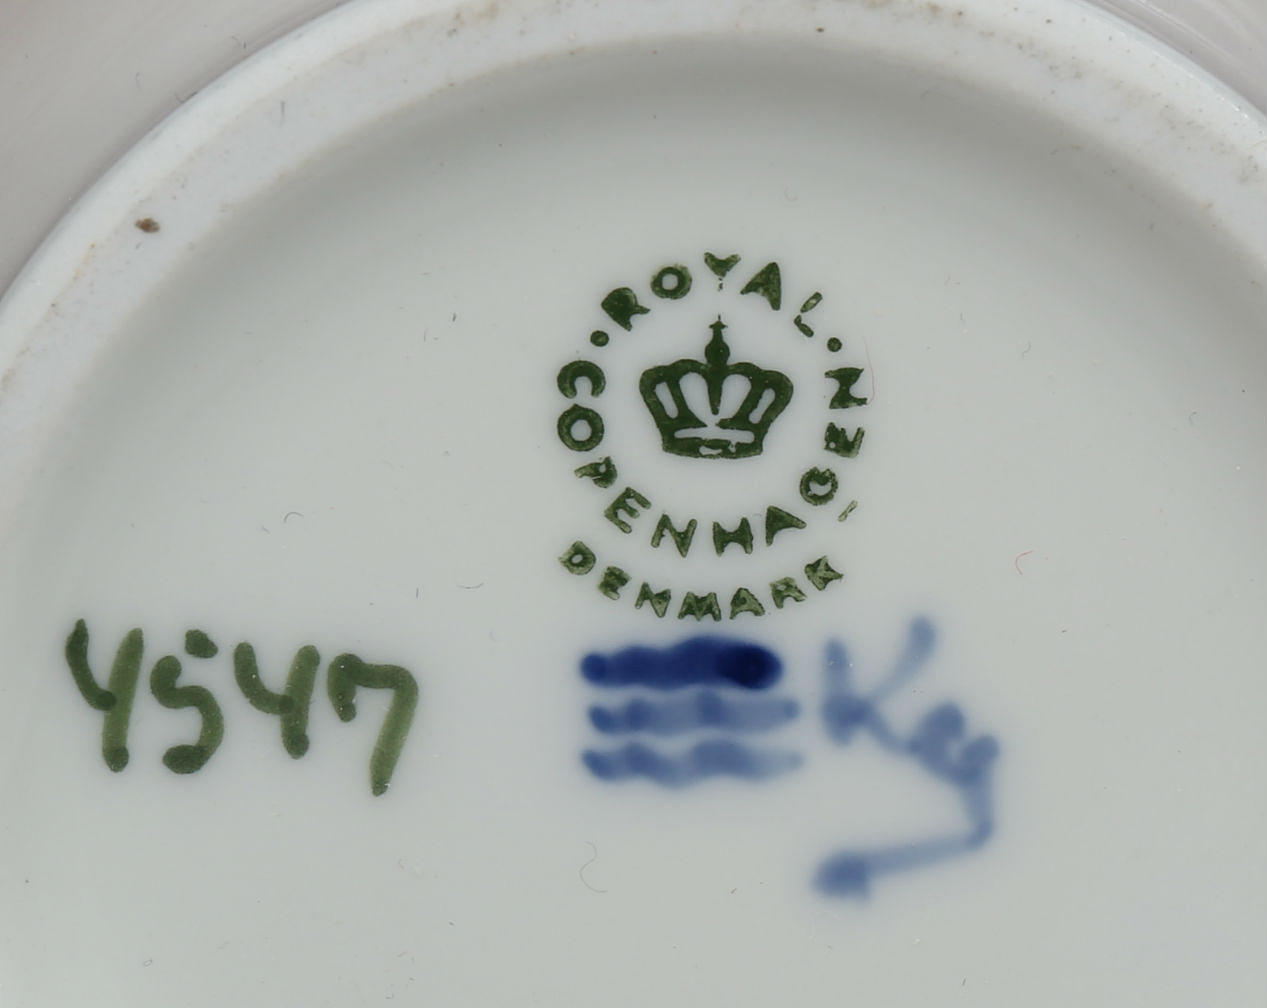 ROYAL
COPENHAGEN
DENMARK
4547